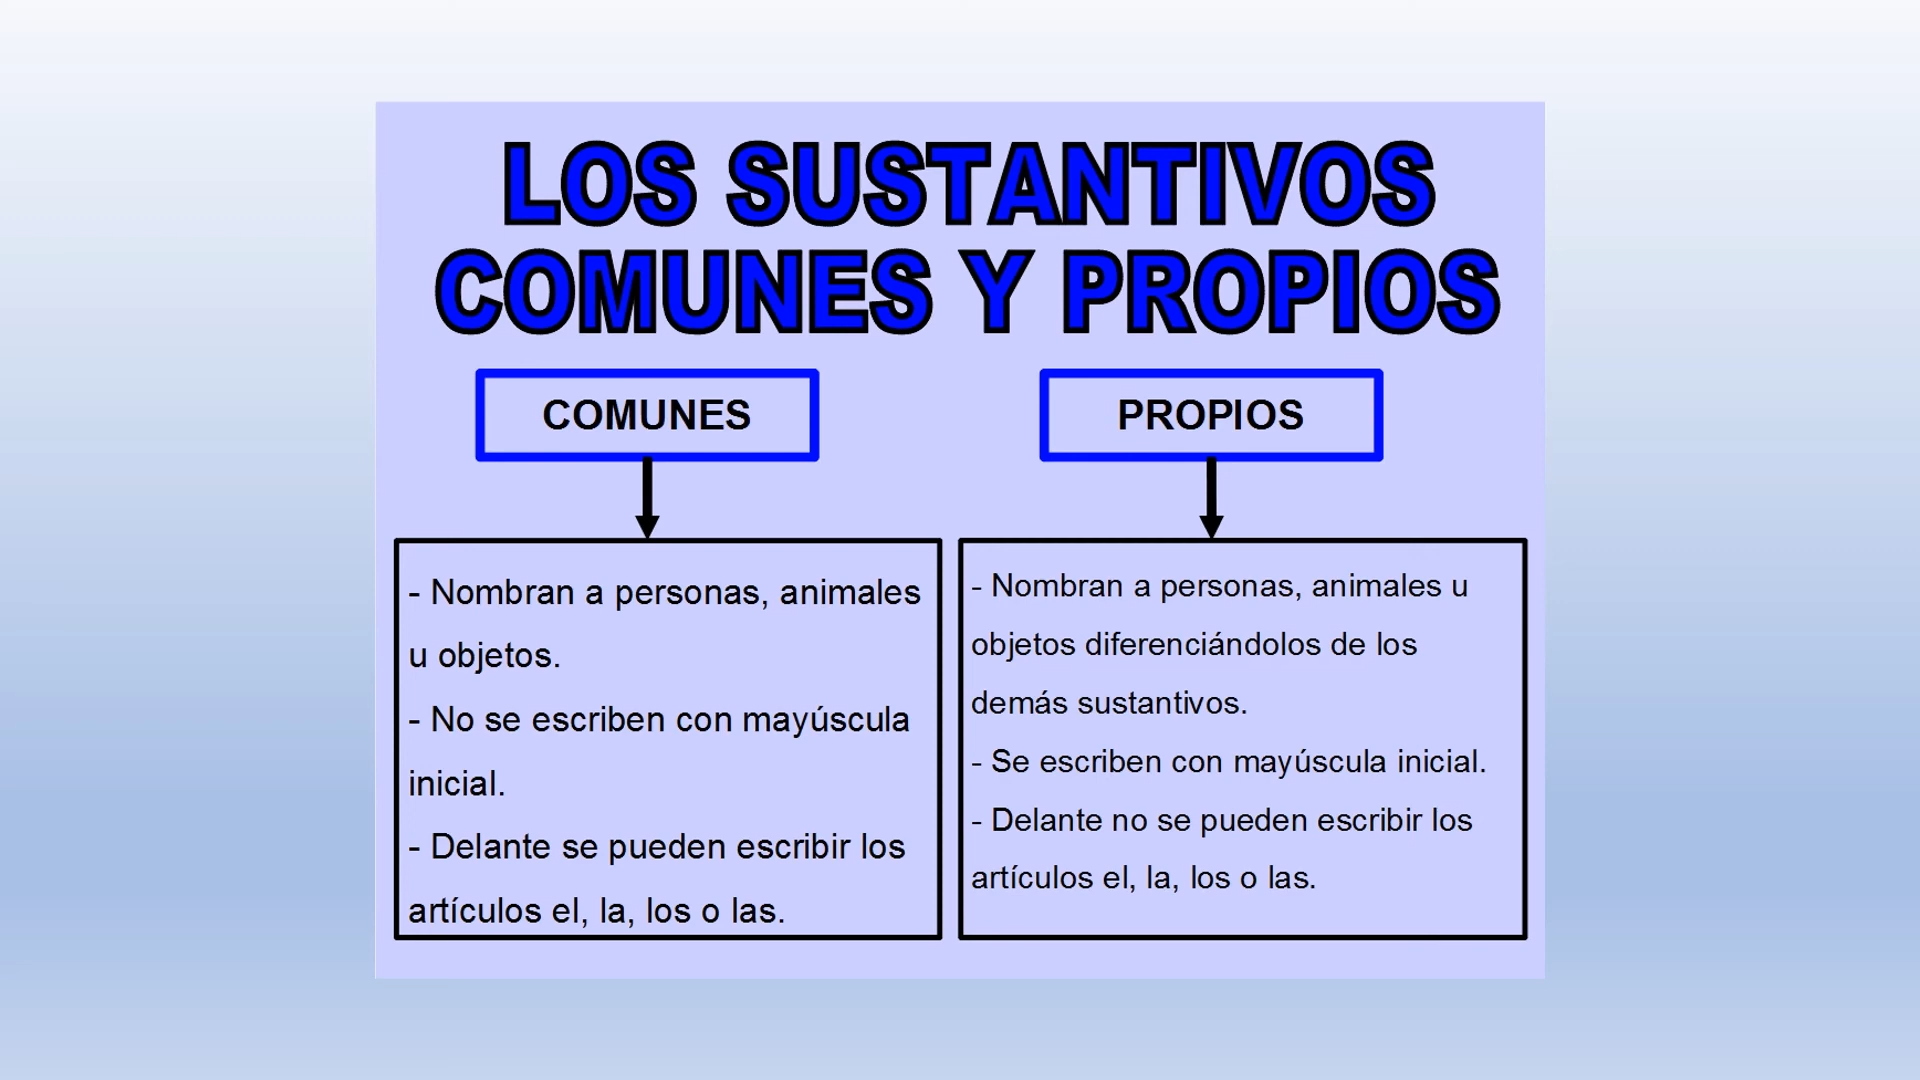 LOS SUSTANTIVOS
COMUNES Y PROPIOS
COMUNES
PROPIOS
- Nombran a personas, animales
u objetos.
- No se escriben con mayúscula
inicial.
- Delante se pueden escribir los
artículos el, la, los o las.
- Nombran a personas, animales u
objetos diferenciándolos de los
demás sustantivos.
- Se escriben con mayúscula inicial.
- Delante no se pueden escribir los
artículos el, la, los o las.